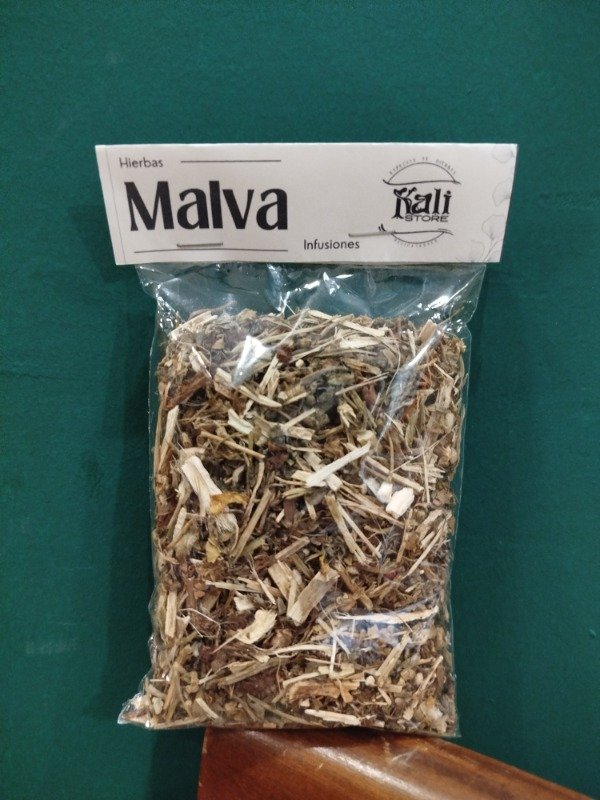 Hierbas
Malva
Infusiones
Kali
STORE